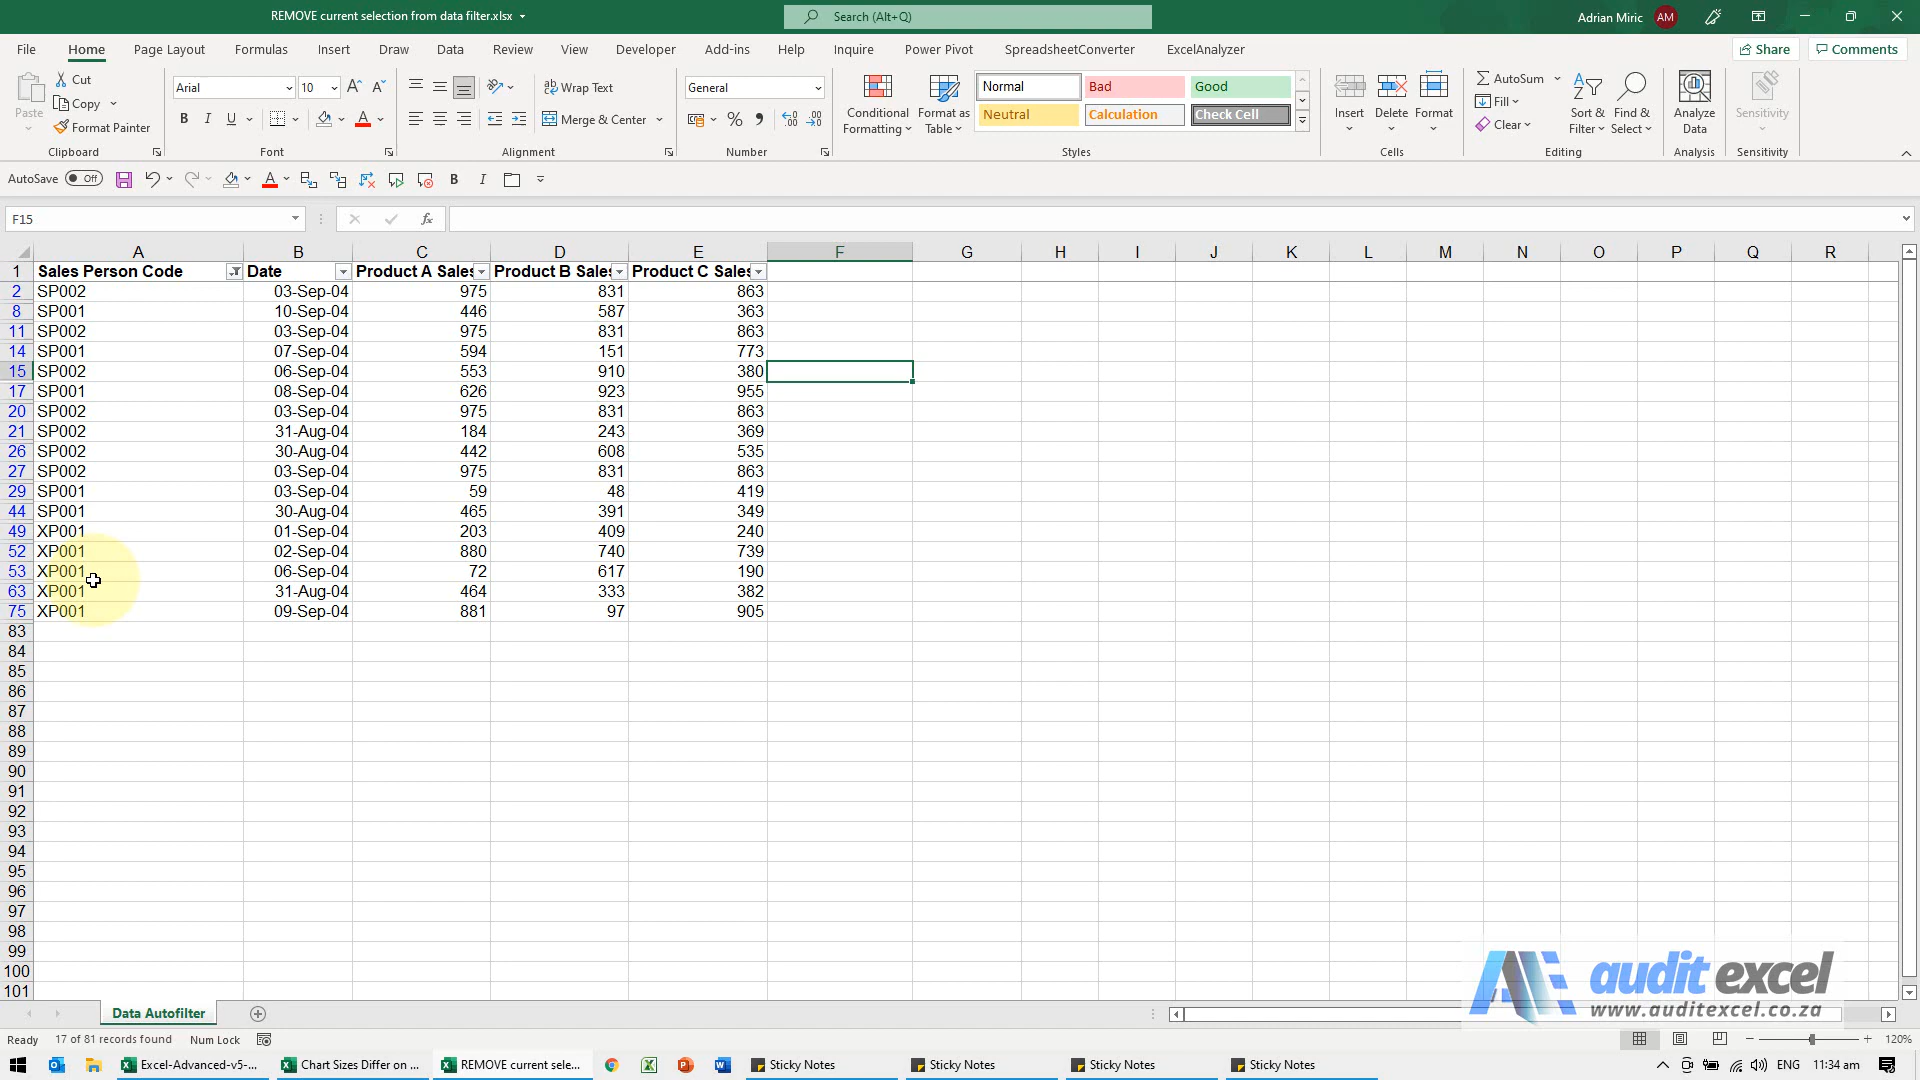 REMOVE current selection from data filter.xlsx
Search (Alt+Q)
Adrian Miric AM
File Home Page Layout Formulas Insert Draw Data Review View Developer Add-ins Help Inquire Power Pivot SpreadsheetConverter ExcelAnalyzer Share Comments
Paste
Cut
Copy
Format Painter
Clipboard
Arial 10
B I U
Font
Wrap Text
Merge & Center
Alignment
General
%
Number
Conditional Formatting
Format as Table
Normal Bad Good
Neutral Calculation Check Cell
Styles
Insert Delete Format
Cells
AutoSum
Fill
Clear
Sort & Filter
Find & Select
Editing
Analyze Data
Analysis
Sensitivity
Sensitivity
AutoSave Off
B I
F15 fx
A B C D E F G H I J K L M N O P Q R
1 Sales Person Code Date Product A Sales Product B Sales Product C Sales
2 SP002 03-Sep-04 975 831 863
8 SP001 10-Sep-04 446 587 363
11 SP002 03-Sep-04 975 831 863
14 SP001 07-Sep-04 594 151 773
15 SP002 06-Sep-04 553 910 380
17 SP001 08-Sep-04 626 923 955
20 SP002 03-Sep-04 975 831 863
21 SP002 31-Aug-04 184 243 369
26 SP002 30-Aug-04 442 608 535
27 SP002 03-Sep-04 975 831 863
29 SP001 03-Sep-04 59 48 419
44 SP001 30-Aug-04 465 391 349
49 XP001 01-Sep-04 203 409 240
52 XP001 02-Sep-04 880 740 739
53 XP001 06-Sep-04 72 617 190
63 XP001 31-Aug-04 464 333 382
75 XP001 09-Sep-04 881 97 905
83
84
85
86
87
88
89
90
91
92
93
94
95
96
97
98
99
100
101
audit excel
www.auditexcel.co.za
Data Autofilter
Ready 17 of 81 records found Num Lock 120%
Excel-Advanced-v5-... Chart Sizes Differ on ... REMOVE current sele... Sticky Notes Sticky Notes Sticky Notes Sticky Notes ENG 11:34 am